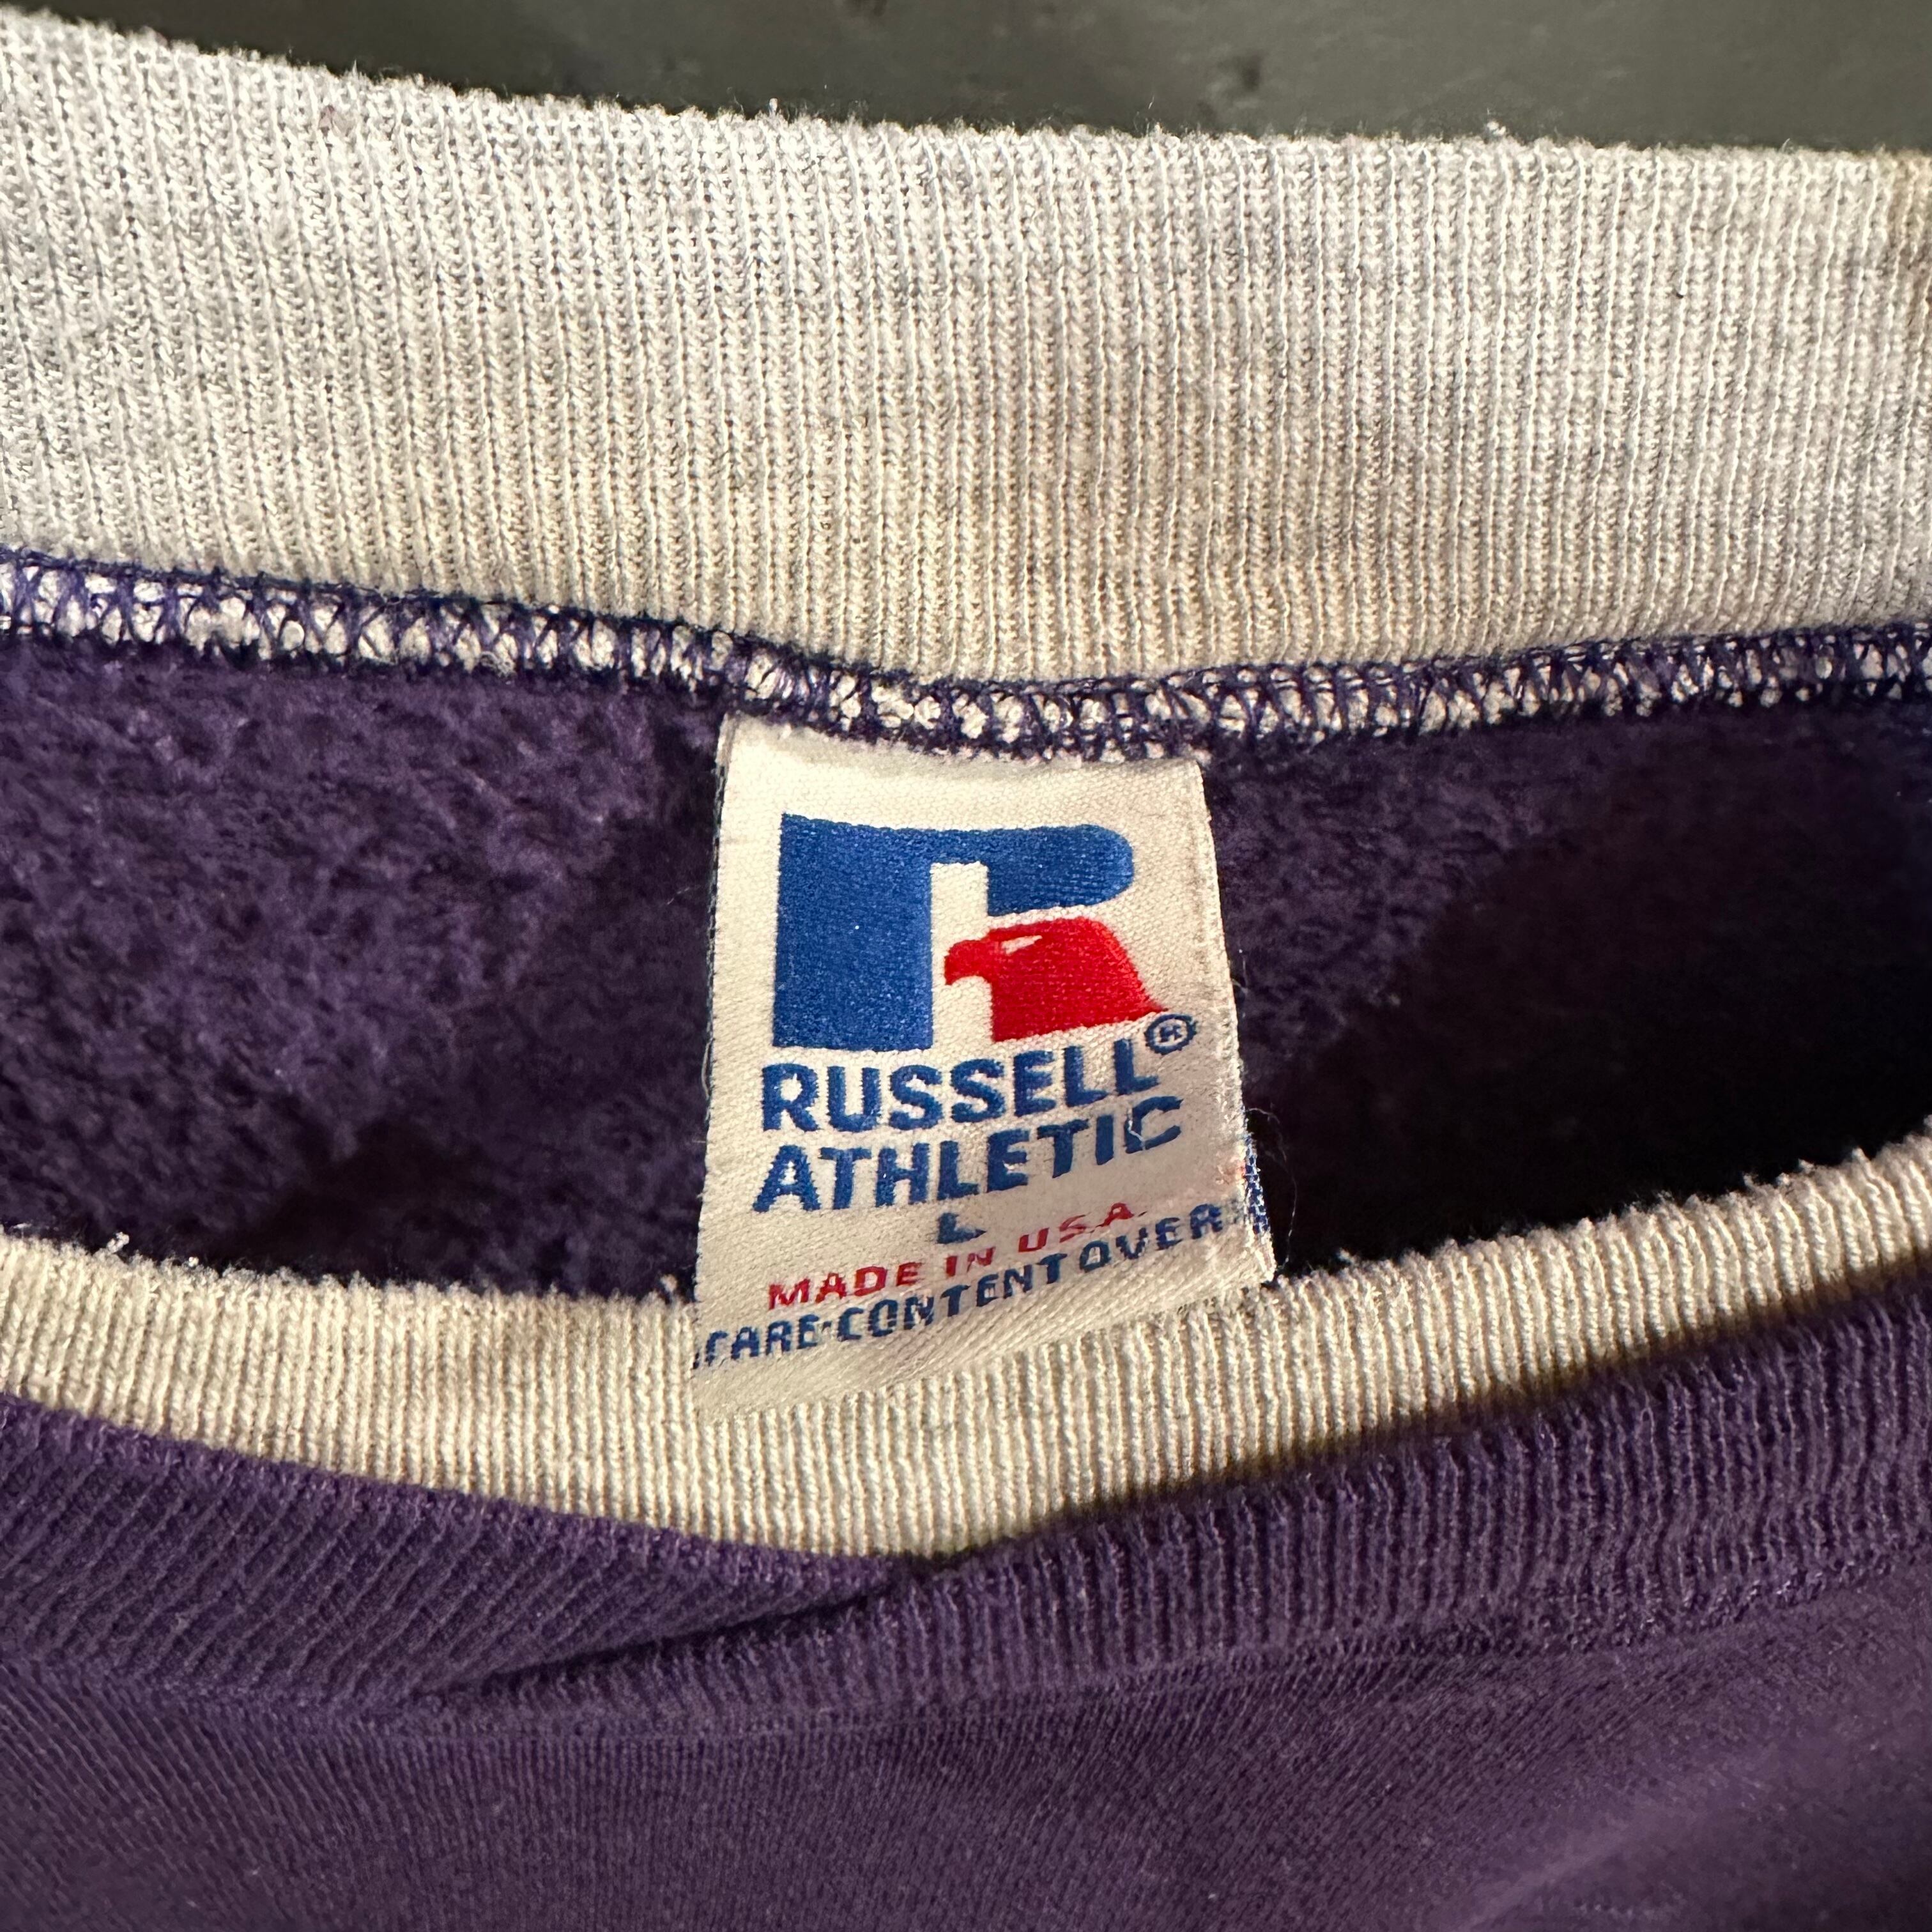 RUSSELL®
ATHLETIC
L
MADE IN U.S.A.
CARE·CONTENT OVER